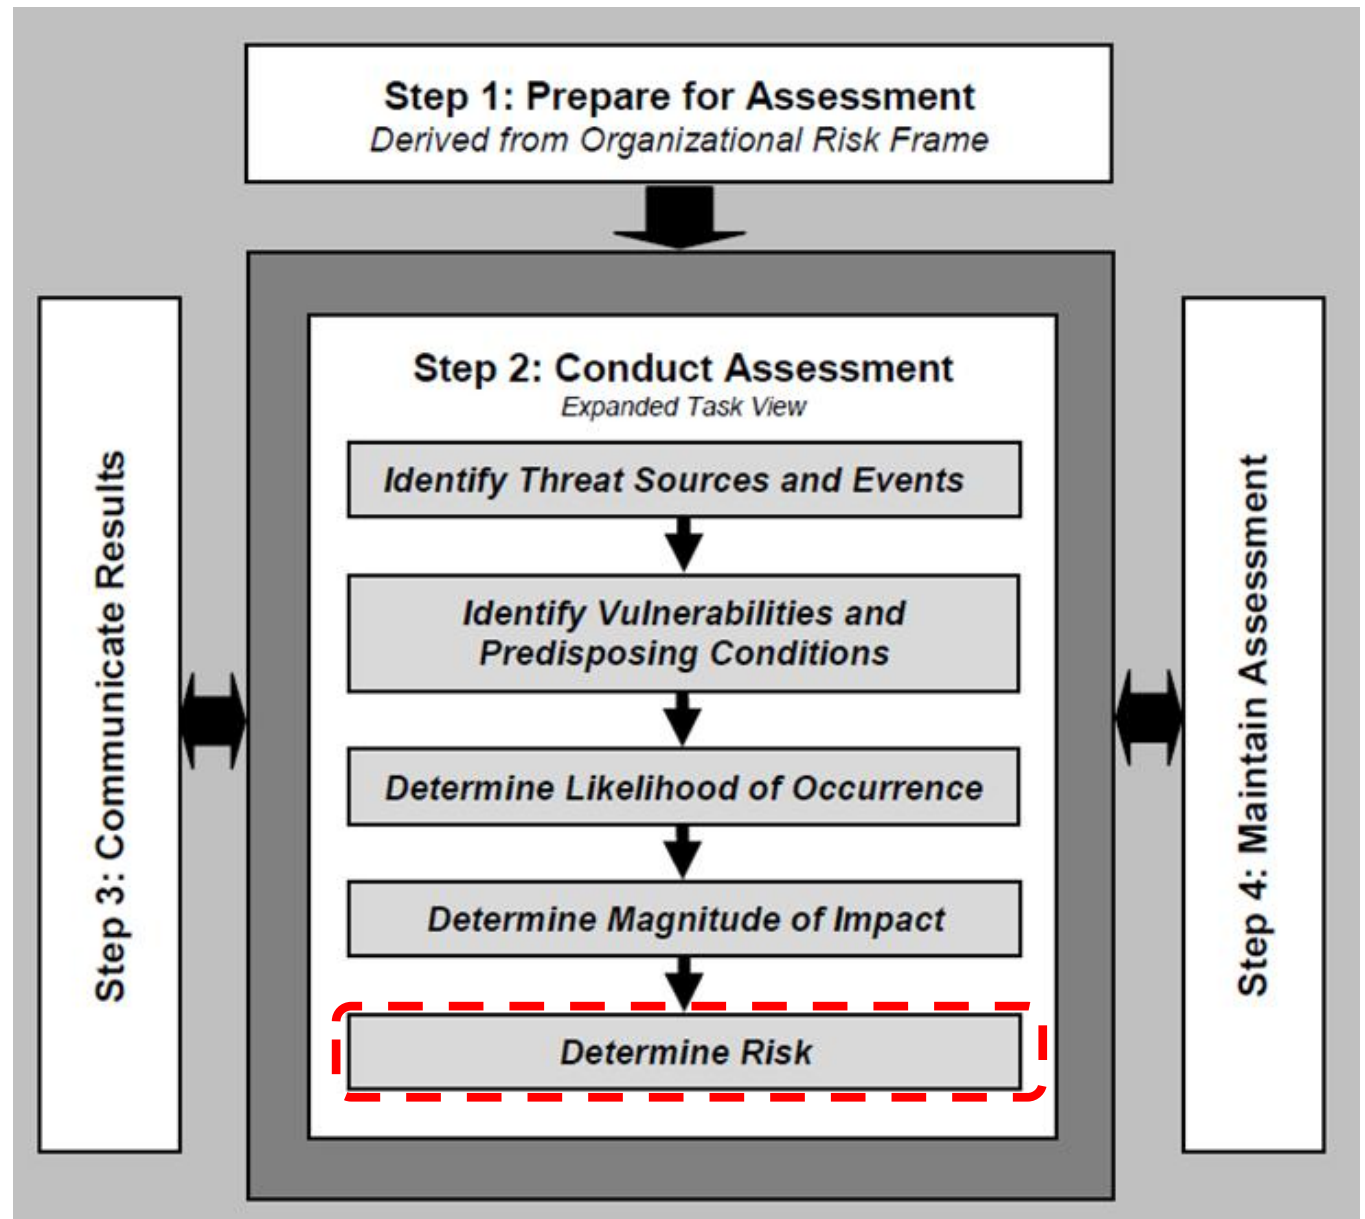 Step 1: Prepare for Assessment
Derived from Organizational Risk Frame
Step 2: Conduct Assessment
Expanded Task View
Identify Threat Sources and Events
Identify Vulnerabilities and
Predisposing Conditions
Determine Likelihood of Occurrence
Determine Magnitude of Impact
Determine Risk
Step 3: Communicate Results
Step 4: Maintain Assessment